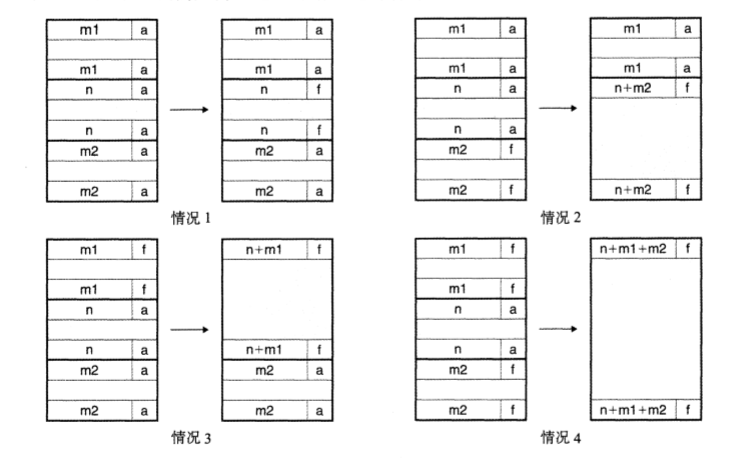 m1 a m1 a
m1 a m1 a
n a n f
n a n f
m2 a m2 a
m2 a m2 a
情况 1
m1 a m1 a
m1 a m1 a
n a n+m2 f
n a
m2 f
m2 f n+m2 f
情况 2
m1 f n+m1 f
m1 f
n a
n a n+m1 f
m2 a m2 a
m2 a m2 a
情况 3
m1 f n+m1+m2 f
m1 f
n a
n a
m2 f
m2 f n+m1+m2 f
情况 4